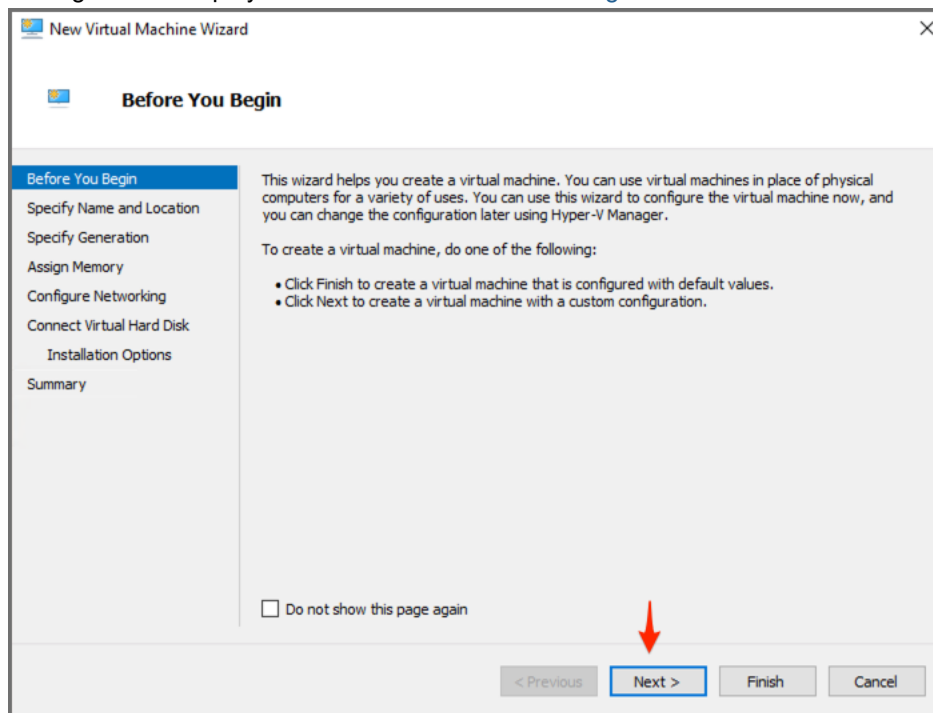 New Virtual Machine Wizard
Before You Begin
Before You Begin
Specify Name and Location
Specify Generation
Assign Memory
Configure Networking
Connect Virtual Hard Disk
Installation Options
Summary
This wizard helps you create a virtual machine. You can use virtual machines in place of physical
computers for a variety of uses. You can use this wizard to configure the virtual machine now, and
you can change the configuration later using Hyper-V Manager.
To create a virtual machine, do one of the following:
• Click Finish to create a virtual machine that is configured with default values.
• Click Next to create a virtual machine with a custom configuration.
Do not show this page again
< Previous Next > Finish Cancel